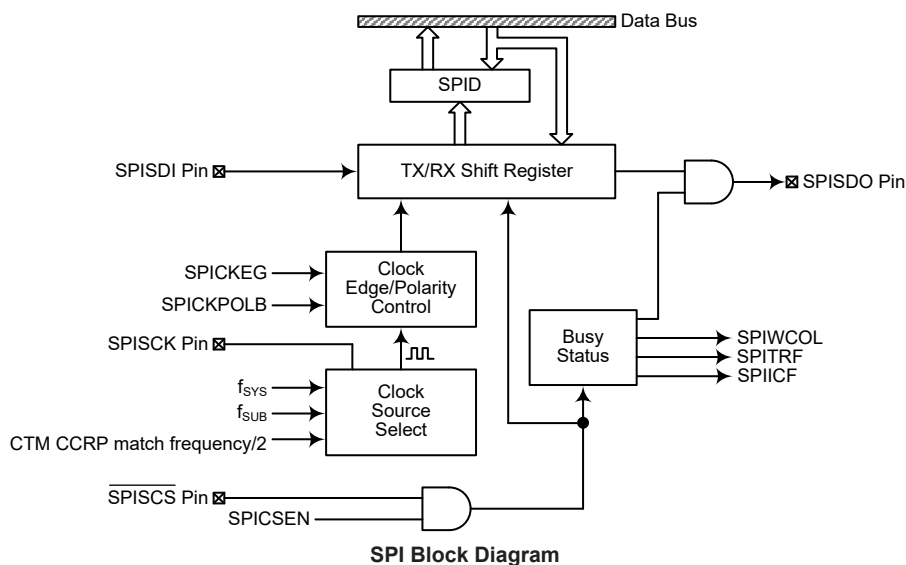 Data Bus
SPID
SPISDI Pin
TX/RX Shift Register
SPISDO Pin
SPICKEG
SPICKPOLB
Clock
Edge/Polarity
Control
SPISCK Pin
Busy
Status
SPIWCOL
SPITRF
SPIICF
fSYS
fSUB
CTM CCRP match frequency/2
Clock
Source
Select
SPISCS Pin
SPICSEN
SPI Block Diagram